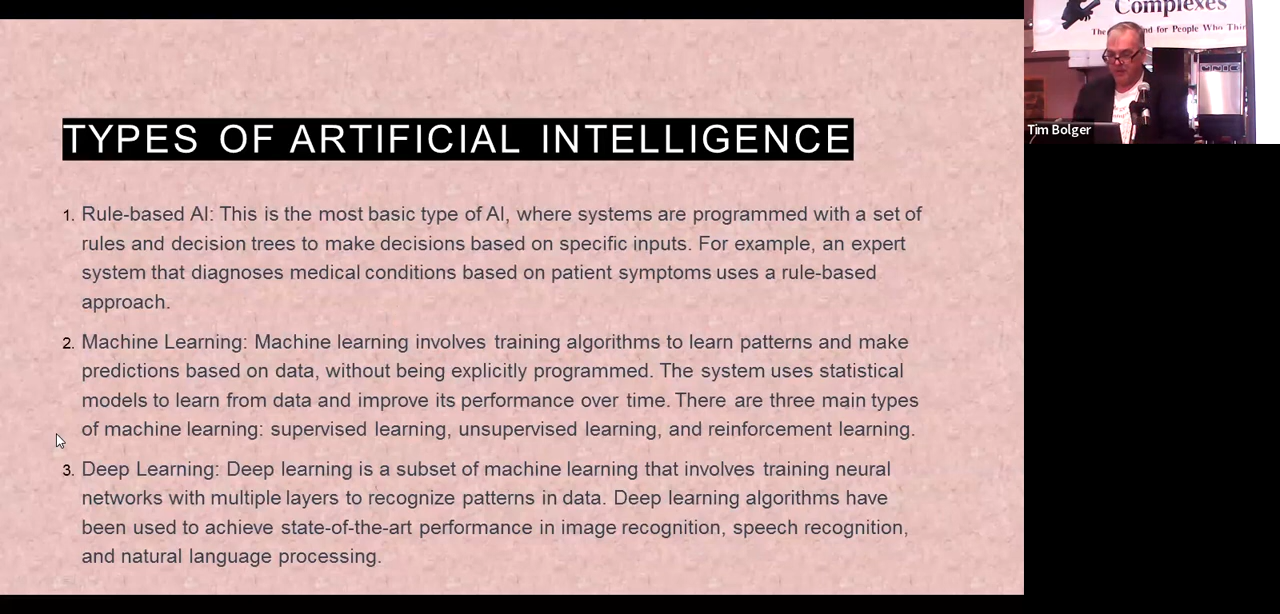 TYPES OF ARTIFICIAL INTELLIGENCE
1. Rule-based AI: This is the most basic type of AI, where systems are programmed with a set of
rules and decision trees to make decisions based on specific inputs. For example, an expert
system that diagnoses medical conditions based on patient symptoms uses a rule-based
approach.
2. Machine Learning: Machine learning involves training algorithms to learn patterns and make
predictions based on data, without being explicitly programmed. The system uses statistical
models to learn from data and improve its performance over time. There are three main types
of machine learning: supervised learning, unsupervised learning, and reinforcement learning.
3. Deep Learning: Deep learning is a subset of machine learning that involves training neural
networks with multiple layers to recognize patterns in data. Deep learning algorithms have
been used to achieve state-of-the-art performance in image recognition, speech recognition,
and natural language processing.
Complexes
for People Who
Tim Bolger